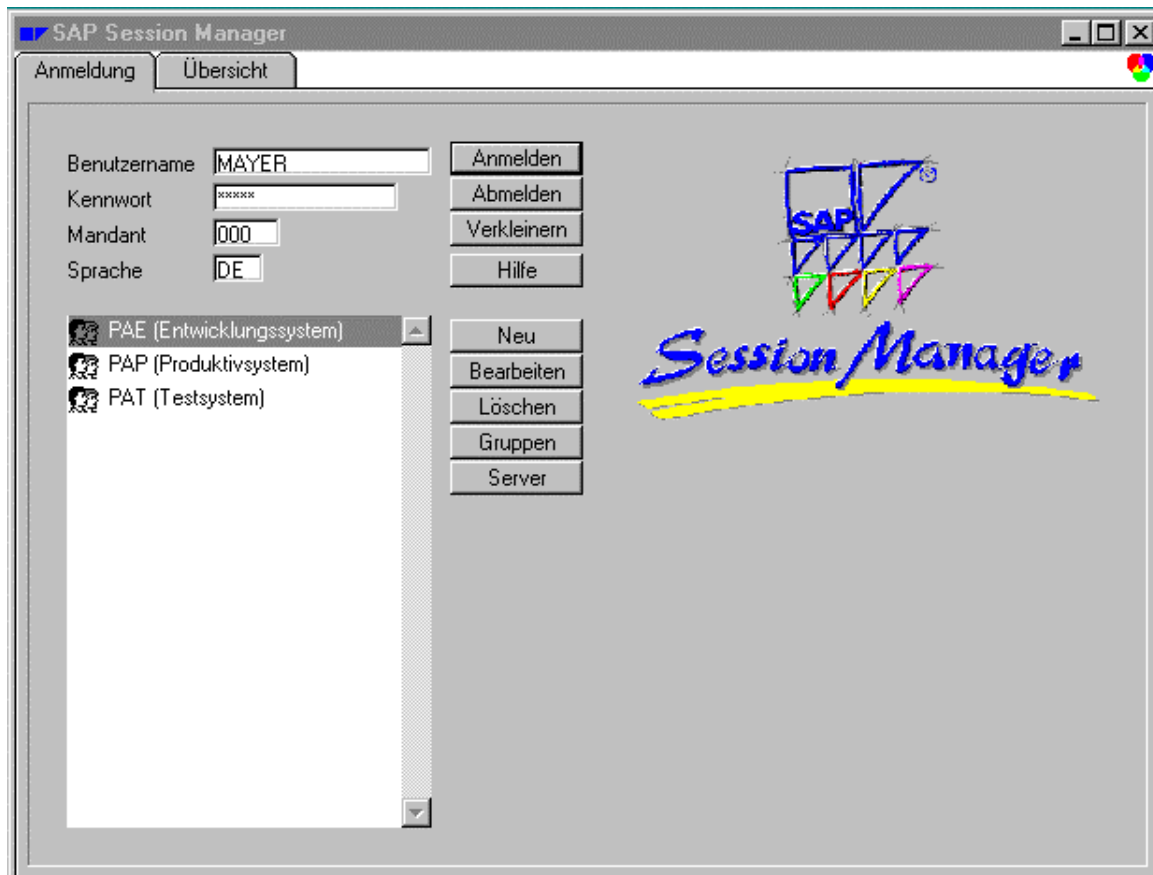 SAP Session Manager
Anmeldung Übersicht
Benutzername MAYER
Kennwort *****
Mandant 000
Sprache DE
Anmelden
Abmelden
Verkleinern
Hilfe
PAE (Entwicklungssystem)
PAP (Produktivsystem)
PAT (Testsystem)
Neu
Bearbeiten
Löschen
Gruppen
Server
SAP ®
Session Manager